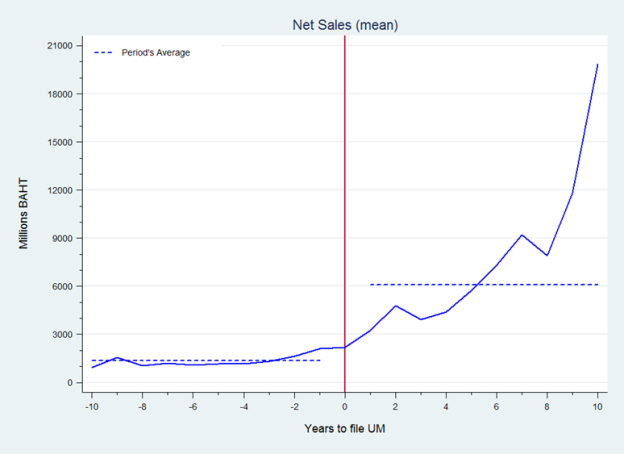 Net Sales (mean)
21000
Period's Average
18000
15000
12000
9000
6000
3000
0
Millions BAHT
-10 -8 -6 -4 -2 0 2 4 6 8 10
Years to file UM